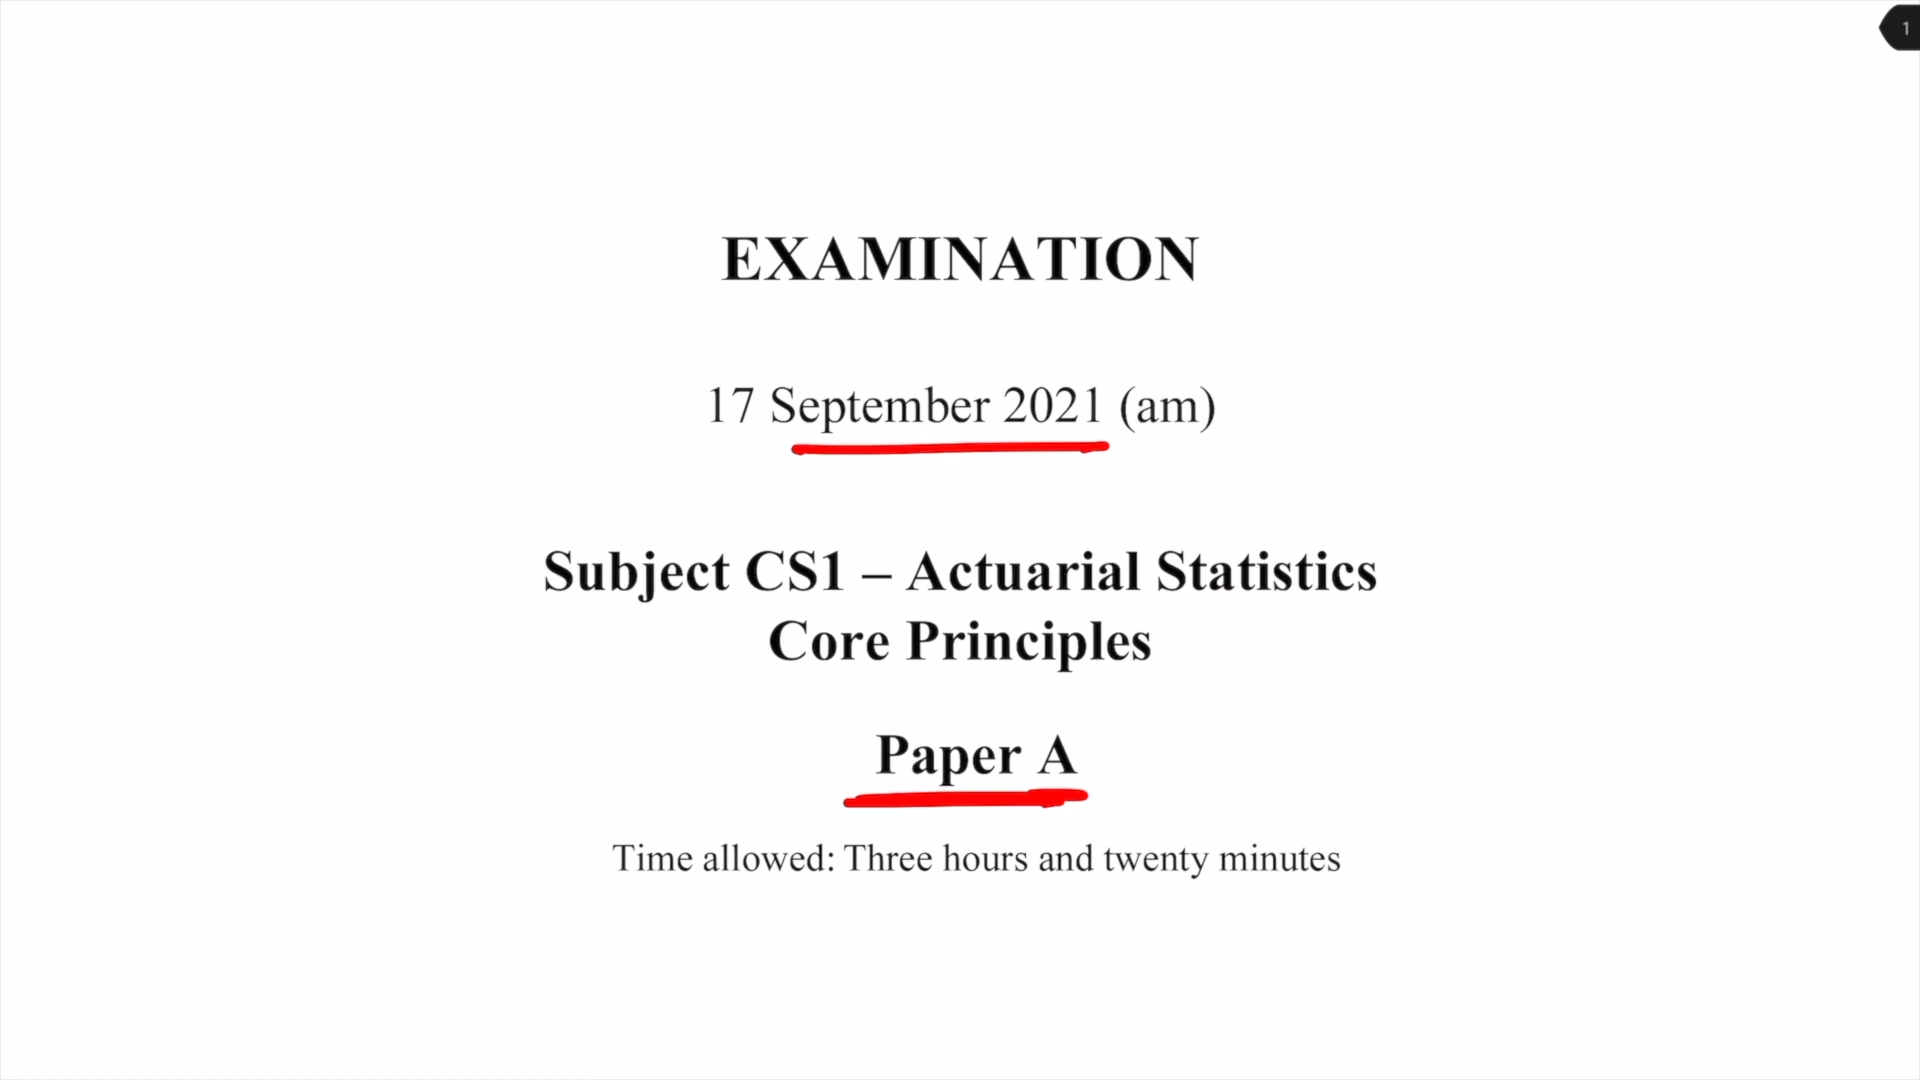 1
EXAMINATION
17 September 2021 (am)
Subject CS1 – Actuarial Statistics
Core Principles
Paper A
Time allowed: Three hours and twenty minutes